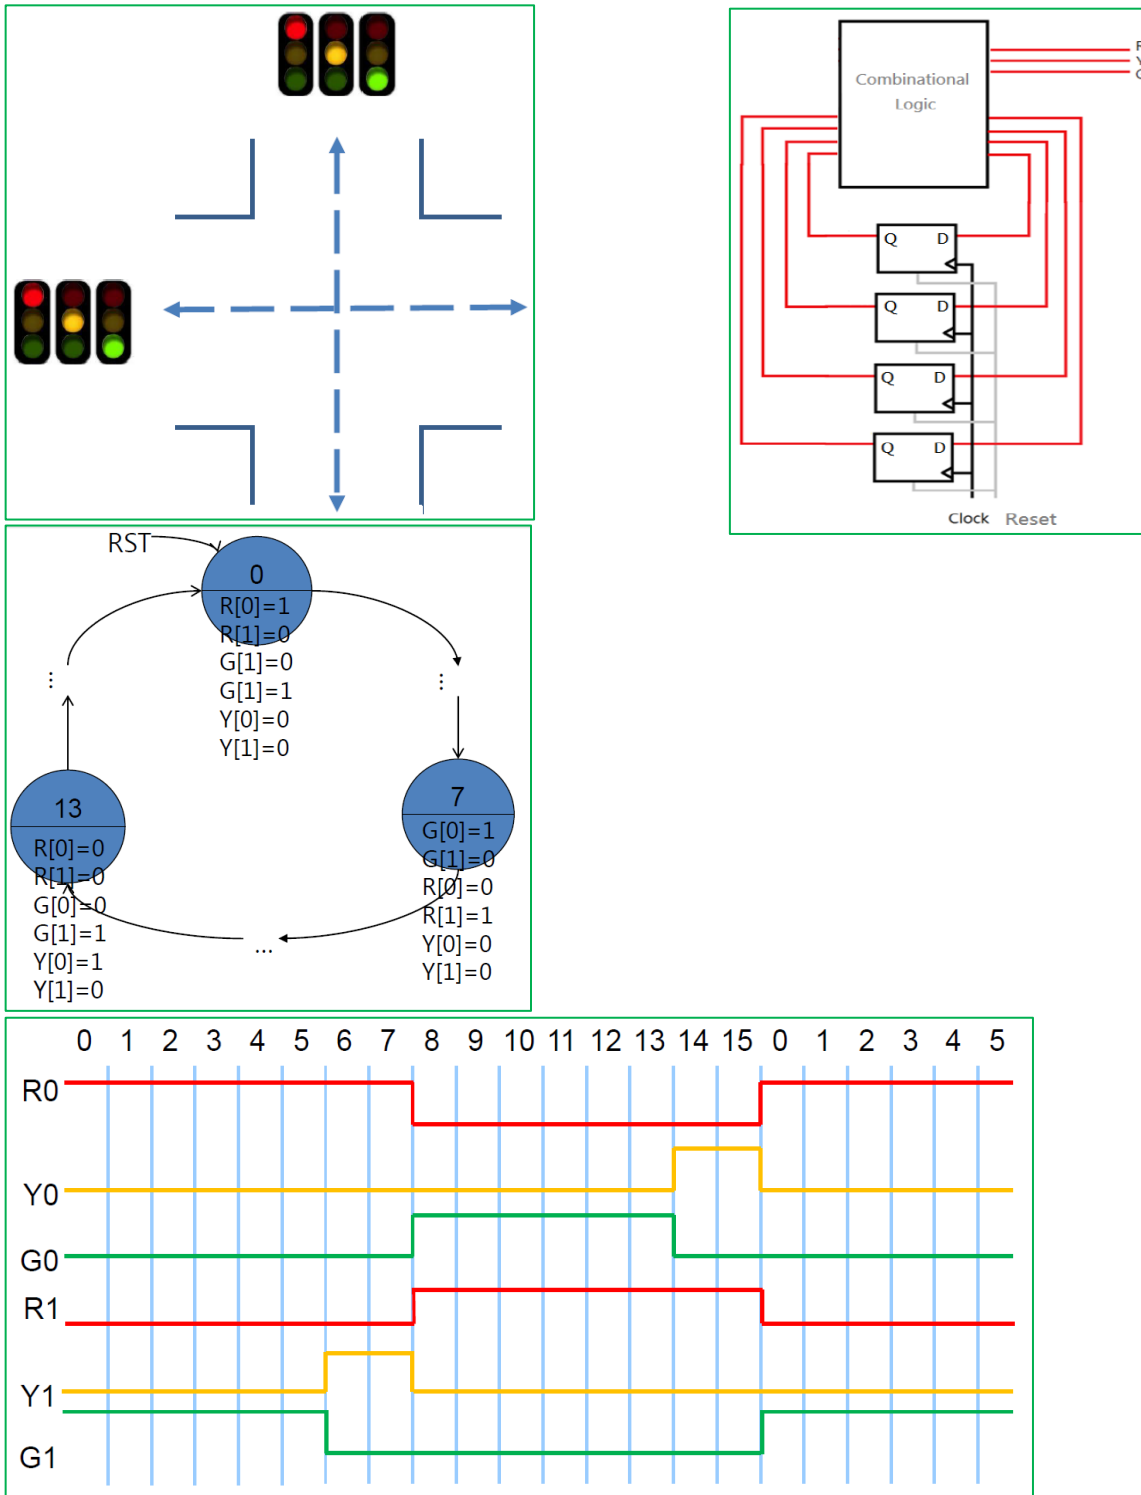 Combinational
Logic
R
Y
G
Q D
Q D
Q D
Q D
Clock Reset
RST
0
R[0]=1
R[1]=0
G[1]=0
G[1]=1
Y[0]=0
Y[1]=0
...
...
13
R[0]=0
R[1]=0
G[0]=0
G[1]=1
Y[0]=1
Y[1]=0
7
G[0]=1
G[1]=0
R[0]=0
R[1]=1
Y[0]=0
Y[1]=0
...
0 1 2 3 4 5 6 7 8 9 10 11 12 13 14 15 0 1 2 3 4 5
R0
Y0
G0
R1
Y1
G1